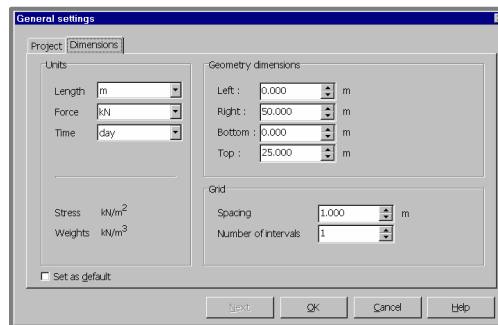 General settings
Project Dimensions
Units
Length m
Force kN
Time day
Stress kN/m²
Weights kN/m³
Set as default
Geometry dimensions
Left : 0.000 m
Right : 50.000 m
Bottom : 0.000 m
Top : 25.000 m
Grid
Spacing 1.000 m
Number of intervals 1
Next OK Cancel Help